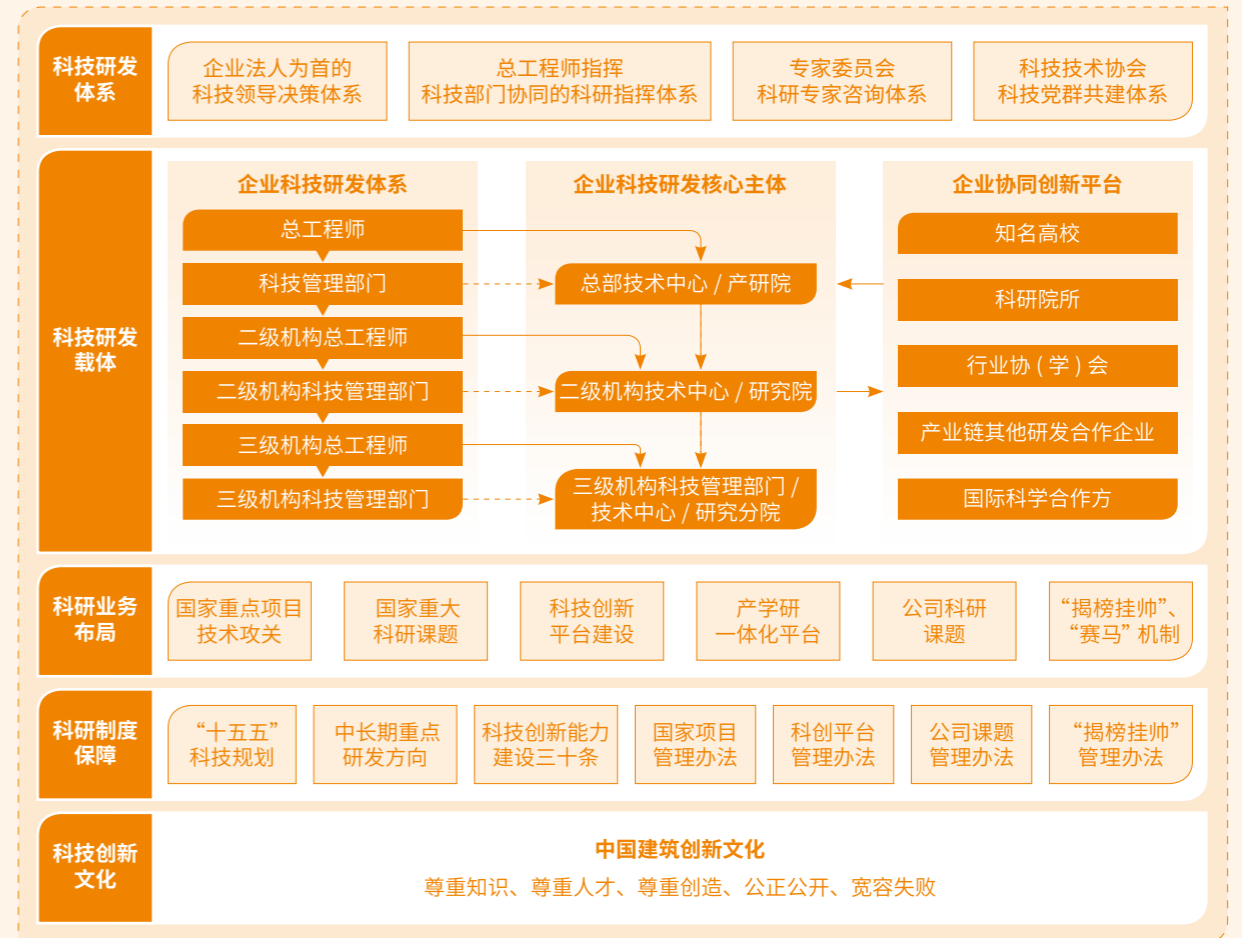 科技研发
体系
企业法人为首的
科技领导决策体系
总工程师指挥
科技部门协同的科研指挥体系
专家委员会
科研专家咨询体系
科技技术协会
科技党群共建体系
科技研发
载体
企业科技研发体系
总工程师
科技管理部门
二级机构总工程师
二级机构科技管理部门
三级机构总工程师
三级机构科技管理部门
企业科技研发核心主体
总部技术中心 / 产研院
二级机构技术中心 / 研究院
三级机构科技管理部门 /
技术中心 / 研究分院
企业协同创新平台
知名高校
科研院所
行业协 ( 学 ) 会
产业链其他研发合作企业
国际科学合作方
科研业务
布局
国家重点项目
技术攻关
国家重大
科研课题
科技创新
平台建设
产学研
一体化平台
公司科研
课题
“揭榜挂帅”、
“赛马” 机制
科研制度
保障
“十五五”
科技规划
中长期重点
研发方向
科技创新能力
建设三十条
国家项目
管理办法
科创平台
管理办法
公司课题
管理办法
“揭榜挂帅”
管理办法
科技创新
文化
中国建筑创新文化
尊重知识、尊重人才、尊重创造、公正公开、宽容失败